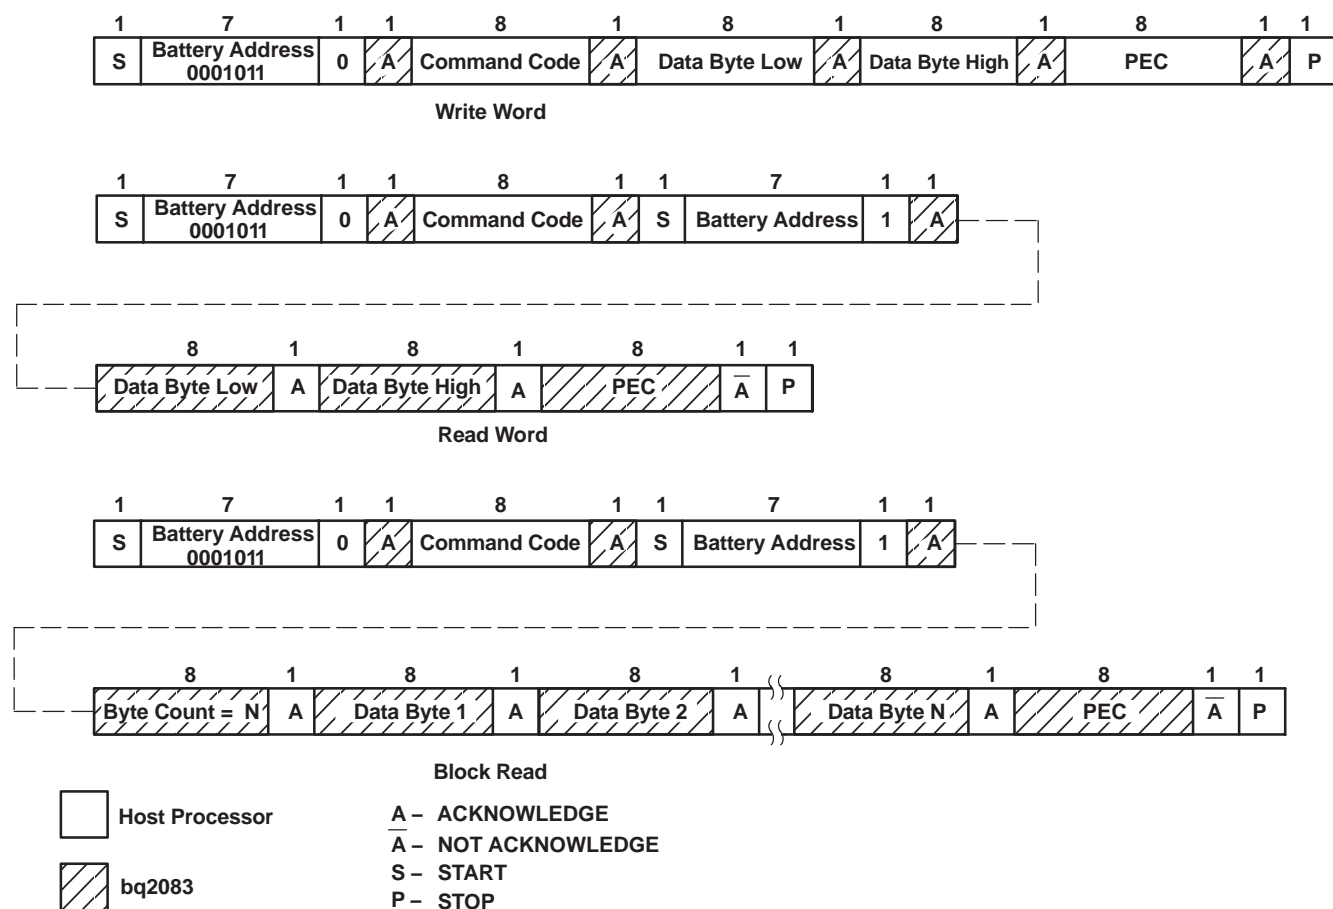 1 7 1 1 8 1 8 1 8 1 8 1 1
S Battery Address 0 A Command Code A Data Byte Low A Data Byte High A PEC A P
0001011
Write Word
1 7 1 1 8 1 1 7 1 1
S Battery Address 0 A Command Code A S Battery Address 1 A
0001011
8 1 8 1 8 1 1
Data Byte Low A Data Byte High A PEC A̅ P
Read Word
1 7 1 1 8 1 1 7 1 1
S Battery Address 0 A Command Code A S Battery Address 1 A
0001011
8 1 8 1 8 1 8 1 8 1 1
Byte Count = N A Data Byte 1 A Data Byte 2 A Data Byte N A PEC A̅ P
Block Read
Host Processor
bq2083
A – ACKNOWLEDGE
A̅ – NOT ACKNOWLEDGE
S – START
P – STOP